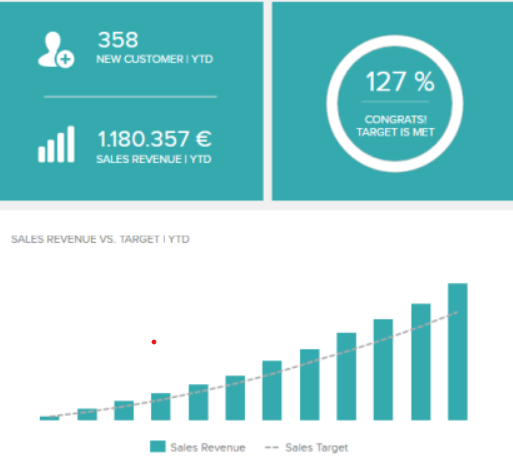 358
NEW CUSTOMER | YTD
1.180.357 €
SALES REVENUE | YTD
127 %
CONGRATS!
TARGET IS MET
SALES REVENUE VS. TARGET | YTD
Sales Revenue
Sales Target